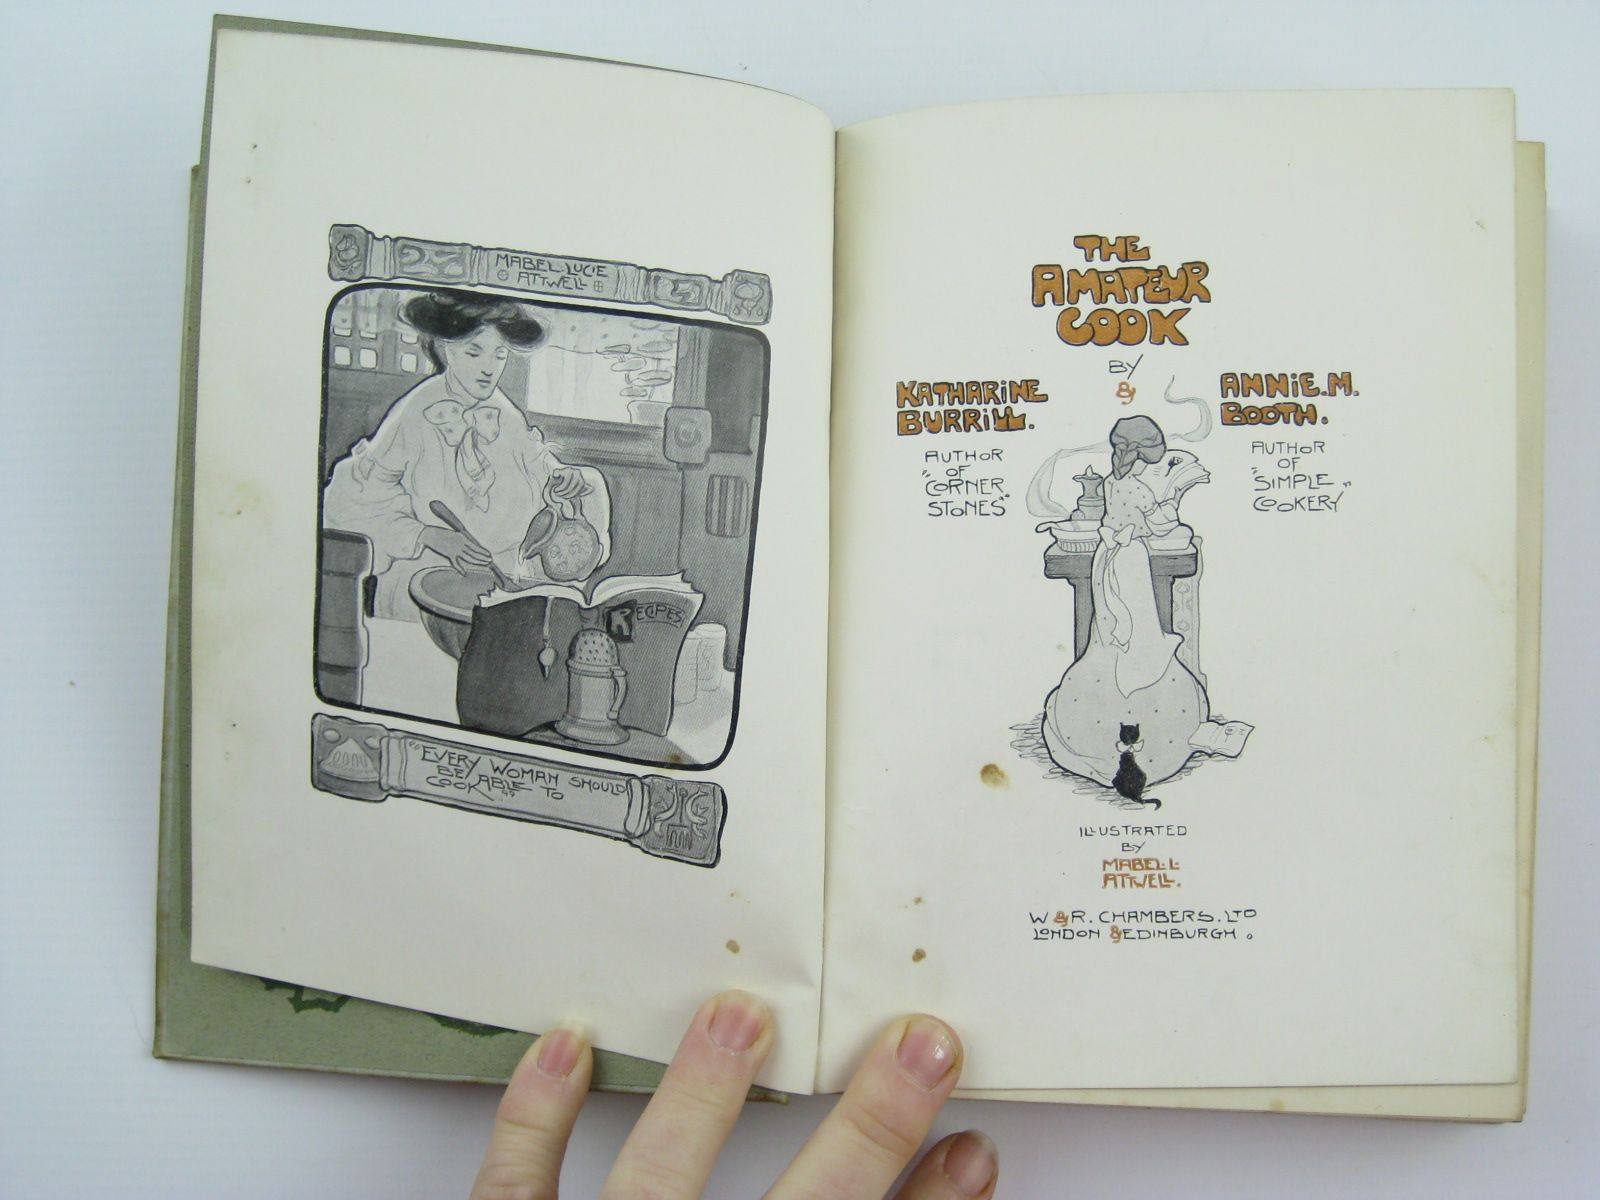 MABEL·LUCIE
ATTWELL
RECIPES
"EVERY WOMAN SHOULD
BE ABLE TO
COOK"
THE
AMATEUR
COOK
BY
KATHARINE
BURRILL.
&
ANNIE.M.
BOOTH.
AUTHOR
OF
"CORNER
STONES"
AUTHOR
OF
"SIMPLE
COOKERY"
ILLUSTRATED
BY
MABEL·L·
ATTWELL.
W & R. CHAMBERS. LTD
LONDON & EDINBURGH.